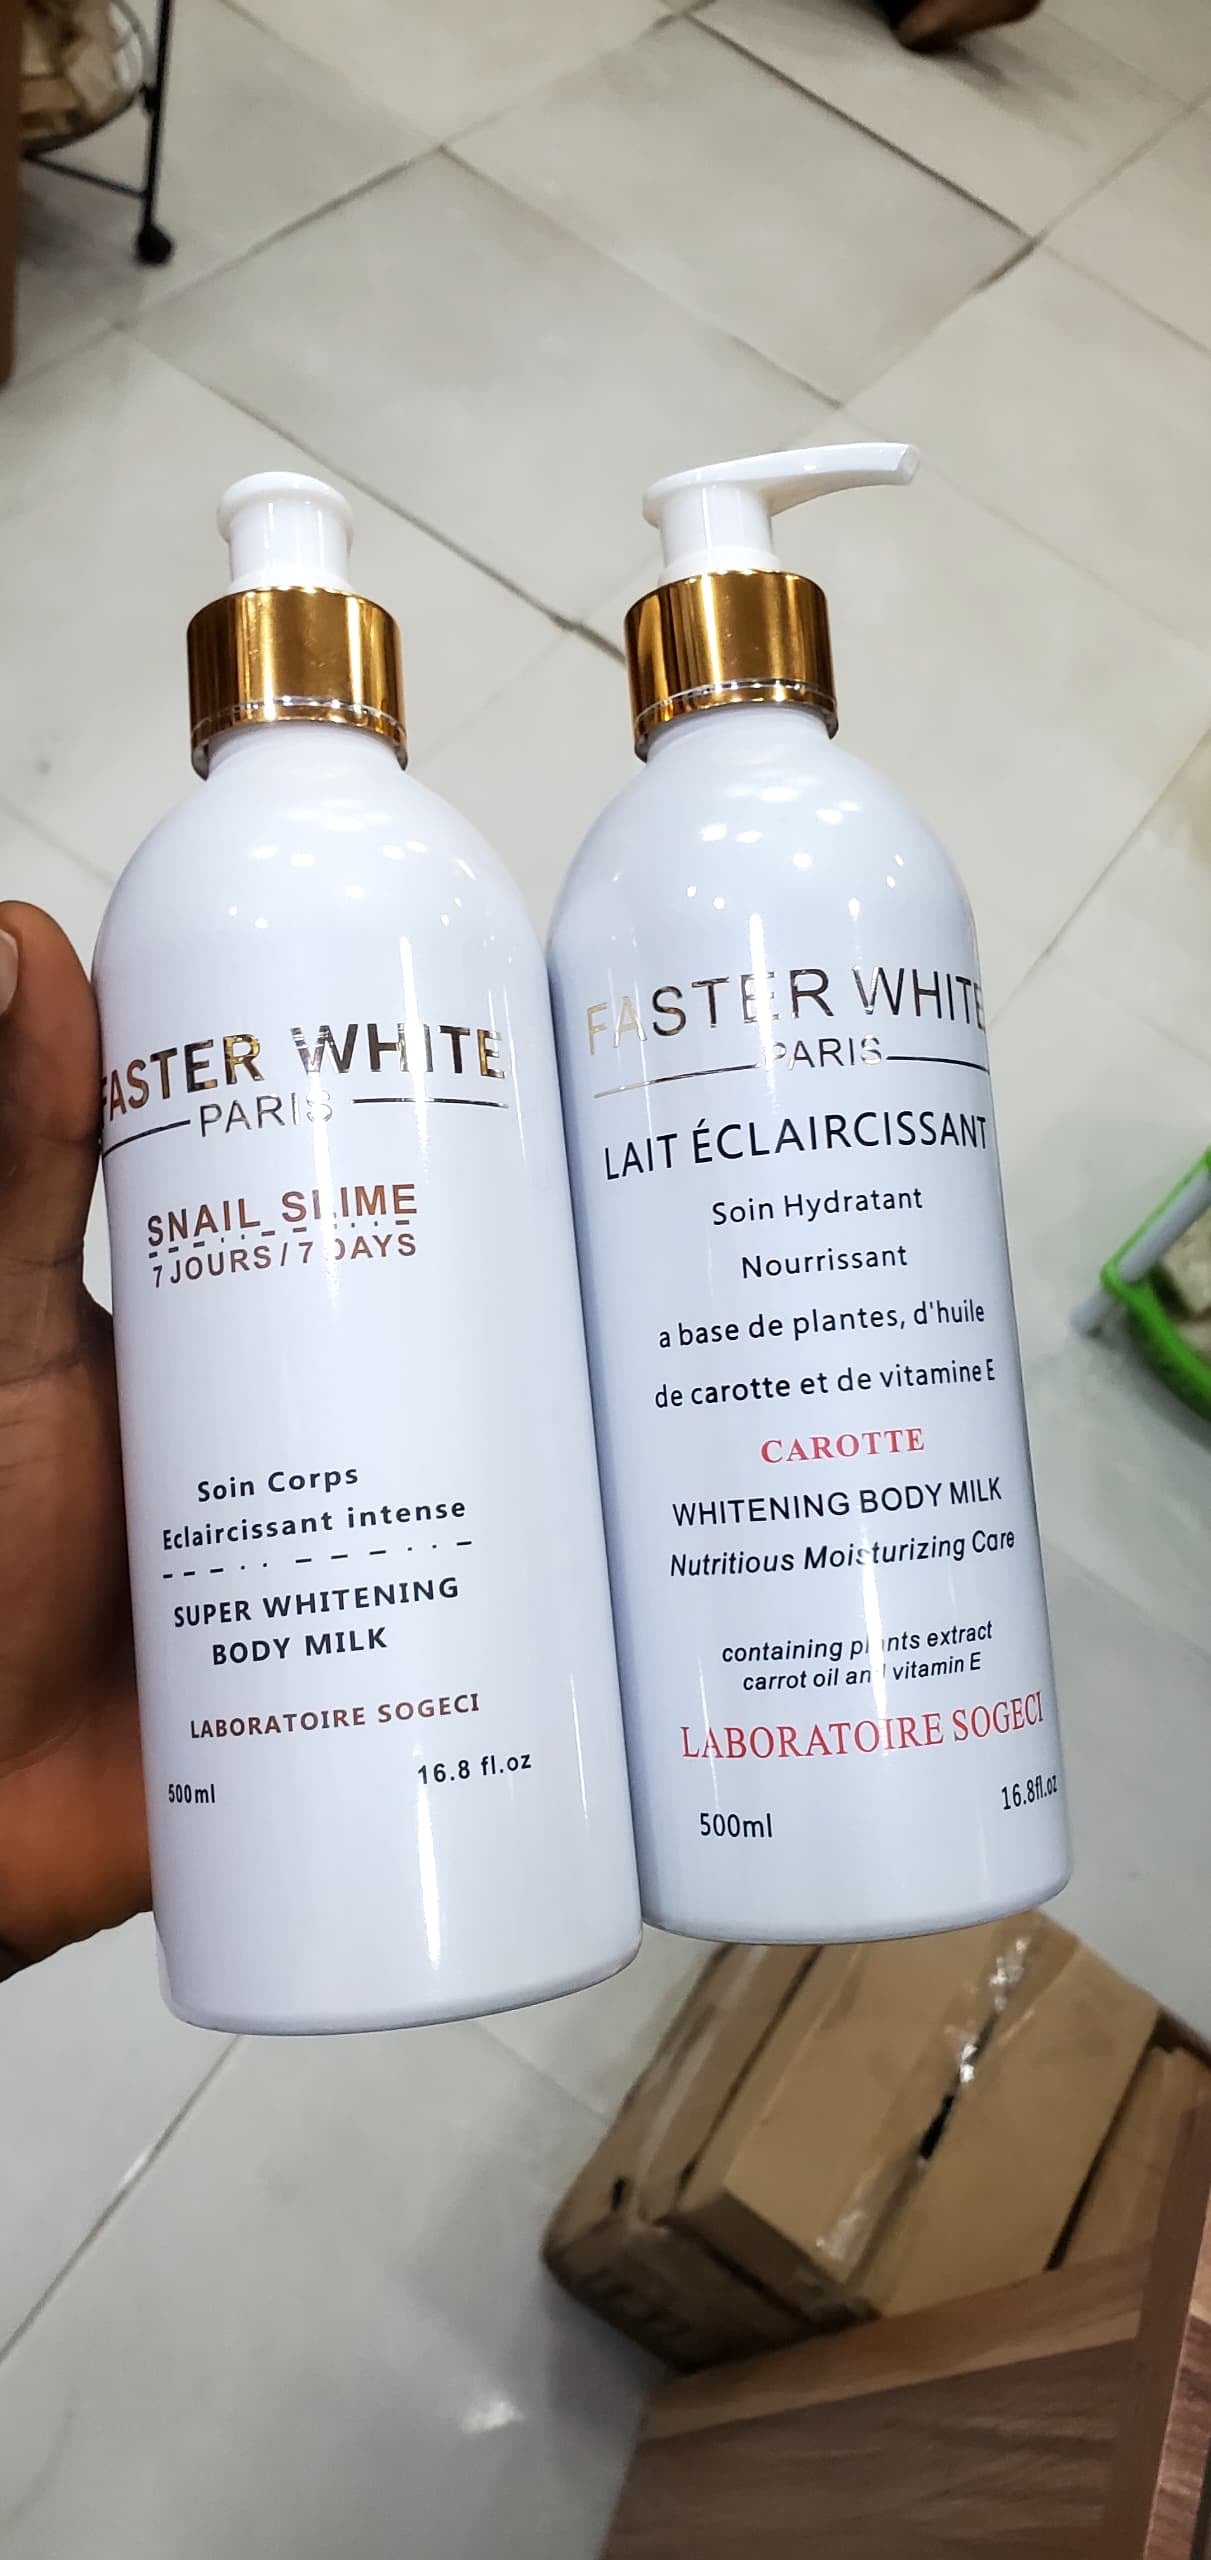 FASTER WHITE
PARIS
SNAIL SLIME
7 JOURS / 7 DAYS
Soin Corps
Eclaircissant intense
SUPER WHITENING
BODY MILK
LABORATOIRE SOGECI
500ml
16.8 fl.oz
FASTER WHITE
PARIS
LAIT ÉCLAIRCISSANT
Soin Hydratant
Nourrissant
a base de plantes, d'huile
de carotte et de vitamine E
CAROTTE
WHITENING BODY MILK
Nutritious Moisturizing Care
containing plants extract
carrot oil and vitamin E
LABORATOIRE SOGECI
500ml
16.8fl.oz